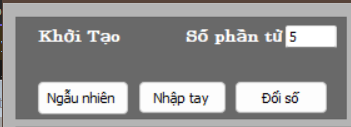 Khởi Tạo Số phần tử 5
Ngẫu nhiên Nhập tay Đổi số